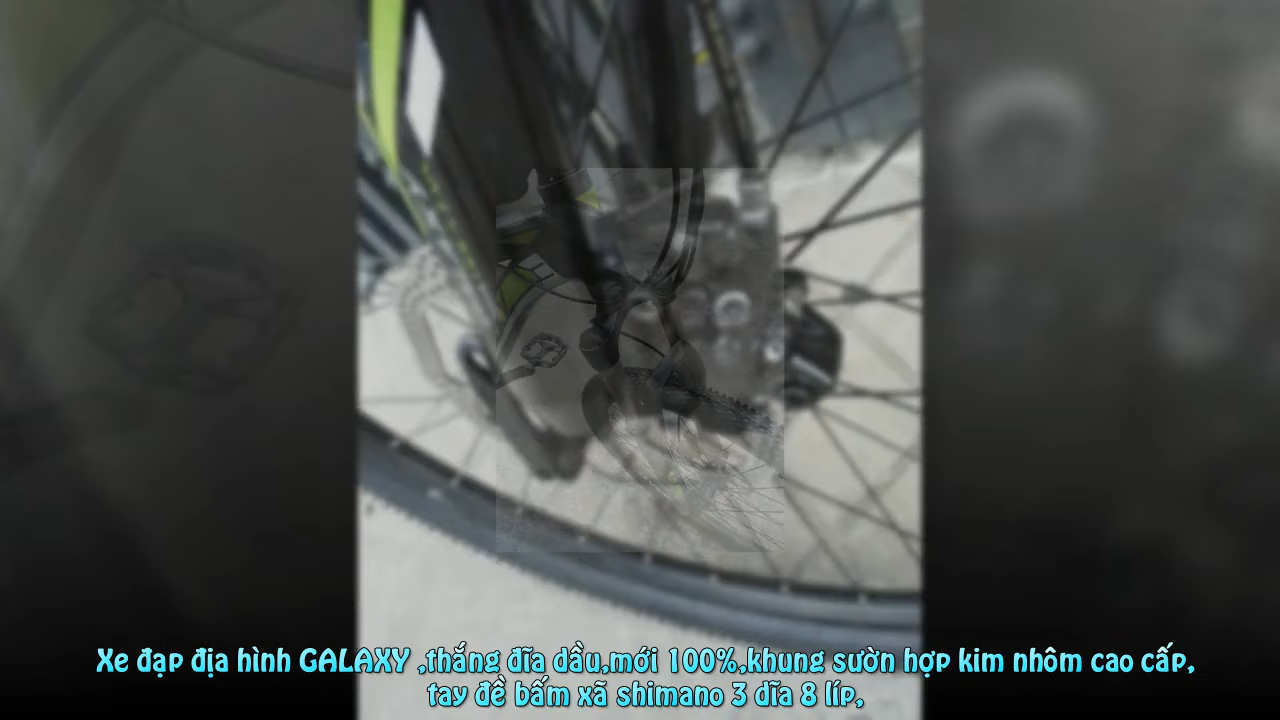 Xe đạp địa hình GALAXY ,thắng đĩa dầu,mới 100%,khung sườn hợp kim nhôm cao cấp,
tay đề bấm xã shimano 3 dĩa 8 líp,